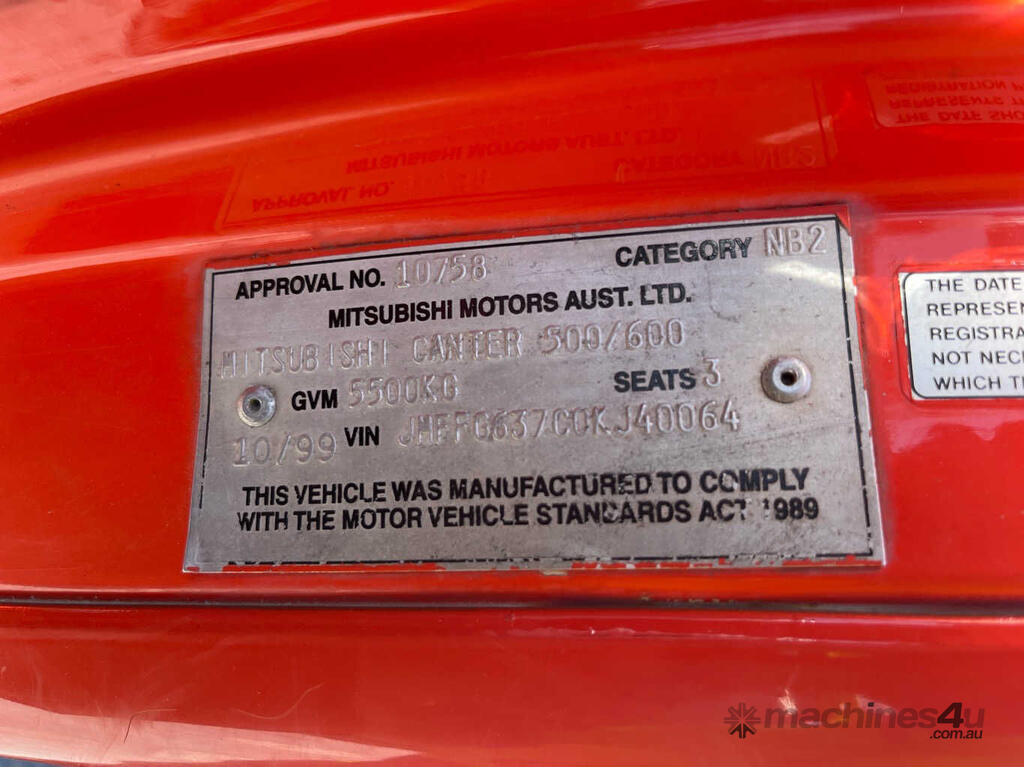 APPROVAL NO. 10758 CATEGORY NB2
MITSUBISHI MOTORS AUST. LTD.
MITSUBISHI CANTER 500/600
GVM 5500KG SEATS 3
10/99 VIN
THIS VEHICLE WAS MANUFACTURED TO COMPLY
WITH THE MOTOR VEHICLE STANDARDS ACT 1989
THE DATE
REPRESEN
REGISTRA
NOT NECE
WHICH TH
machines4u
.com.au